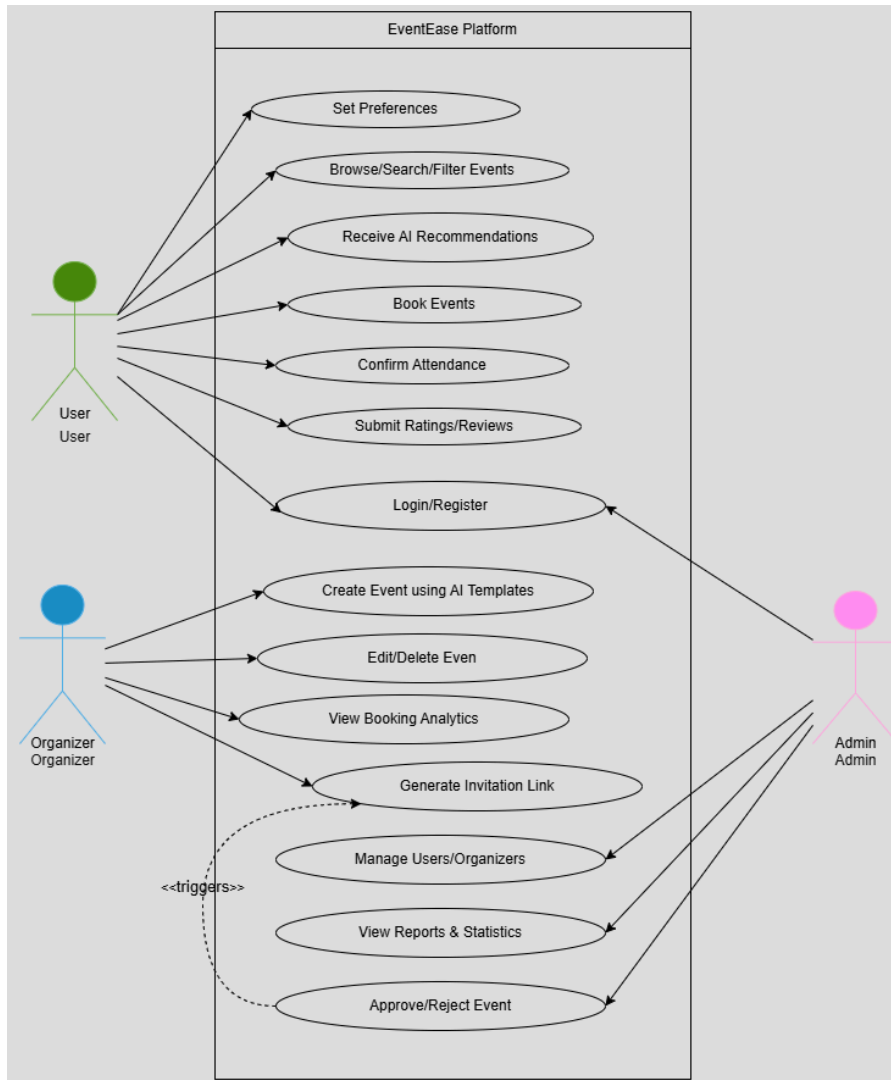 EventEase Platform
Set Preferences
Browse/Search/Filter Events
Receive AI Recommendations
Book Events
Confirm Attendance
Submit Ratings/Reviews
User
User
Login/Register
Create Event using AI Templates
Edit/Delete Even
View Booking Analytics
Organizer
Organizer
Admin
Admin
Generate Invitation Link
Manage Users/Organizers
<<triggers>>
View Reports & Statistics
Approve/Reject Event